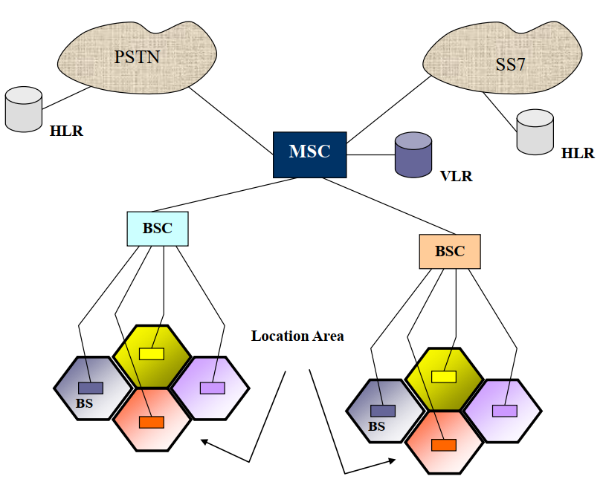 PSTN
SS7
HLR
MSC
HLR
VLR
BSC
BSC
Location Area
BS
BS